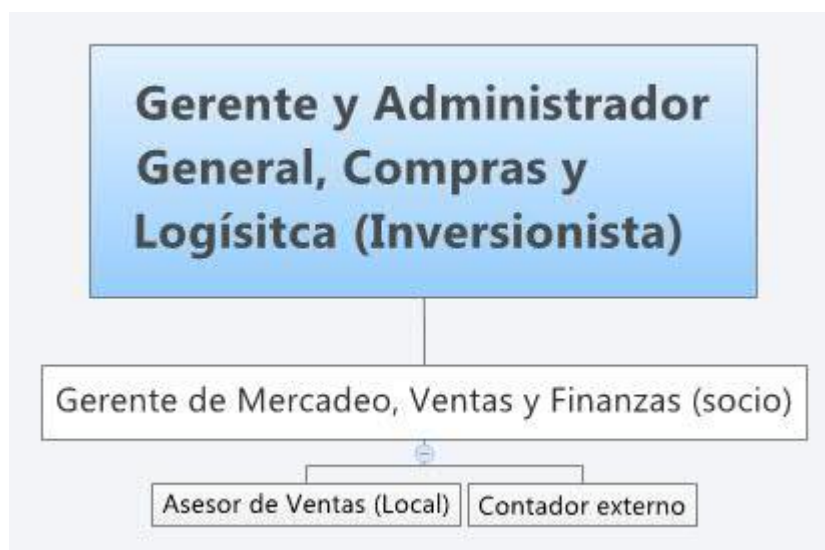 Gerente y Administrador
General, Compras y
Logísitca (Inversionista)
Gerente de Mercadeo, Ventas y Finanzas (socio)
Asesor de Ventas (Local)
Contador externo